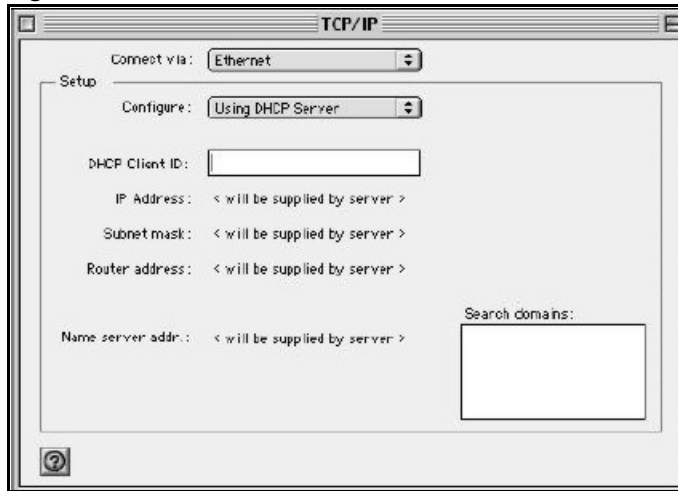 TCP/IP
Connect via: Ethernet
Setup
Configure: Using DHCP Server
DHCP Client ID:
IP Address: < will be supplied by server >
Subnet mask: < will be supplied by server >
Router address: < will be supplied by server >
Search domains:
Name server addr.: < will be supplied by server >
?